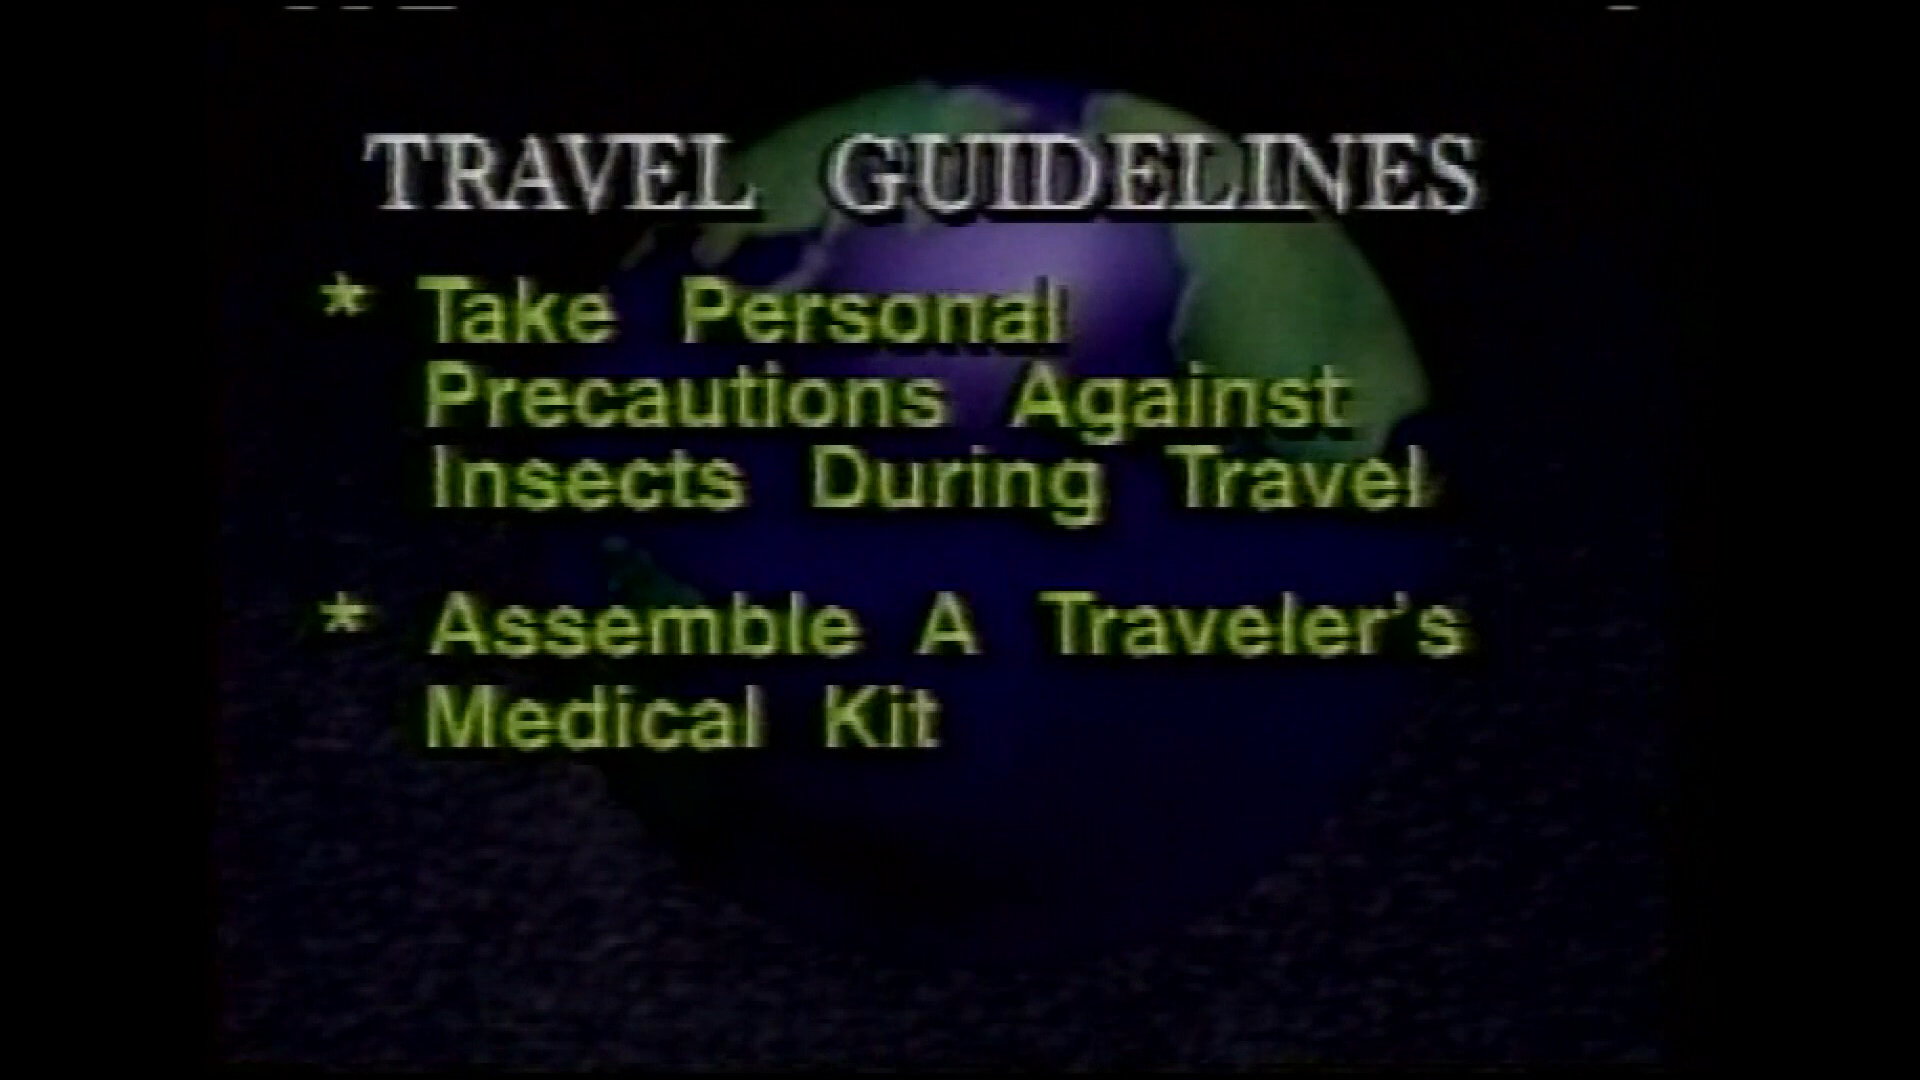 TRAVEL GUIDELINES
* Take Personal
Precautions Against
Insects During Travel
* Assemble A Traveler's
Medical Kit